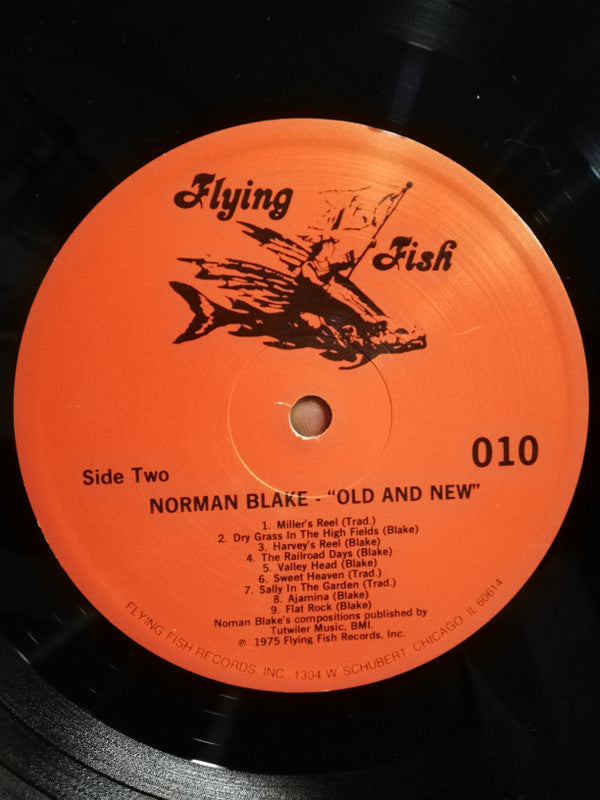 Flying
Fish
Side Two
010
NORMAN BLAKE - "OLD AND NEW"
1. Miller's Reel (Trad.)
2. Dry Grass In The High Fields (Blake)
3. Harvey's Reel (Blake)
4. The Railroad Days (Blake)
5. Valley Head (Blake)
6. Sweet Heaven (Trad.)
7. Sally In The Garden (Trad.)
8. Ajamina (Blake)
9. Flat Rock (Blake)
Noman Blake's compositions published by
Tutwiler Music, BMI.
℗ 1975 Flying Fish Records, Inc.
FLYING FISH RECORDS, INC. 1304 W. SCHUBERT, CHICAGO, IL 60614